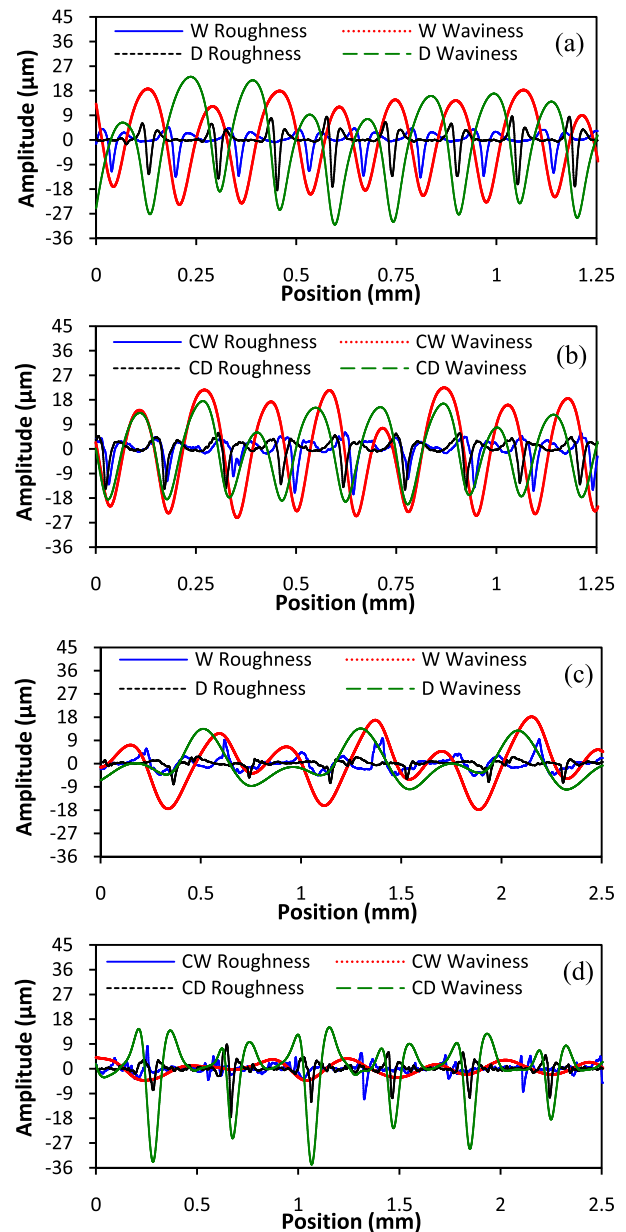 45
W Roughness W Waviness (a)
36
D Roughness D Waviness
27
18
9
0
-9
-18
-27
-36
Amplitude (µm)
0 0.25 0.5 0.75 1 1.25
Position (mm)
45
CW Roughness CW Waviness (b)
36
CD Roughness CD Waviness
27
18
9
0
-9
-18
-27
-36
Amplitude (µm)
0 0.25 0.5 0.75 1 1.25
Position (mm)
45
W Roughness W Waviness (c)
36
D Roughness D Waviness
27
18
9
0
-9
-18
-27
-36
Amplitude (µm)
0 0.5 1 1.5 2 2.5
Position (mm)
45
CW Roughness CW Waviness (d)
36
CD Roughness CD Waviness
27
18
9
0
-9
-18
-27
-36
Amplitude (µm)
0 0.5 1 1.5 2 2.5
Position (mm)